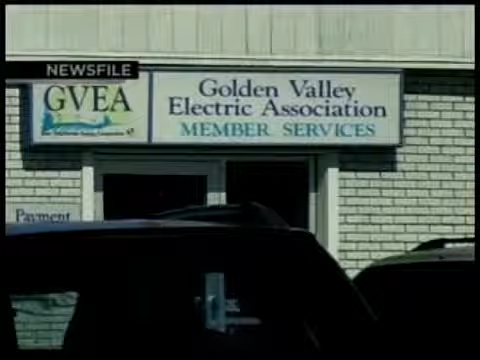 NEWSFILE
GVEA
Golden Valley
Electric Association
MEMBER SERVICES
Payment